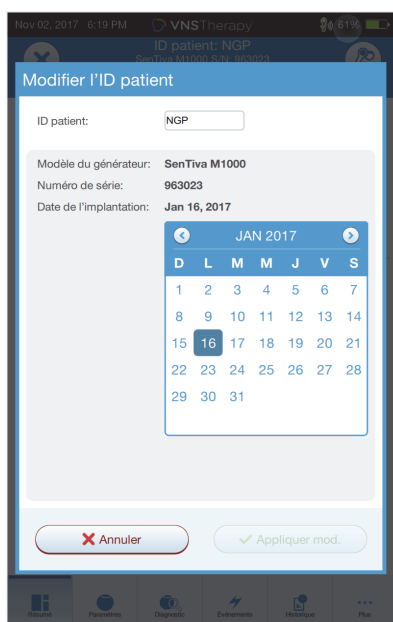 Nov 02, 2017 6:19 PM VNSTherapy 61%
ID patient: NGP
SenTiva M1000 S/N: 963023
Modifier l'ID patient
ID patient: NGP
Modèle du générateur: SenTiva M1000
Numéro de série: 963023
Date de l'implantation: Jan 16, 2017
JAN 2017
D L M M J V S
1 2 3 4 5 6 7
8 9 10 11 12 13 14
15 16 17 18 19 20 21
22 23 24 25 26 27 28
29 30 31
Annuler Appliquer mod.
Résumé Paramètres Diagnostic Événements Historique Plus